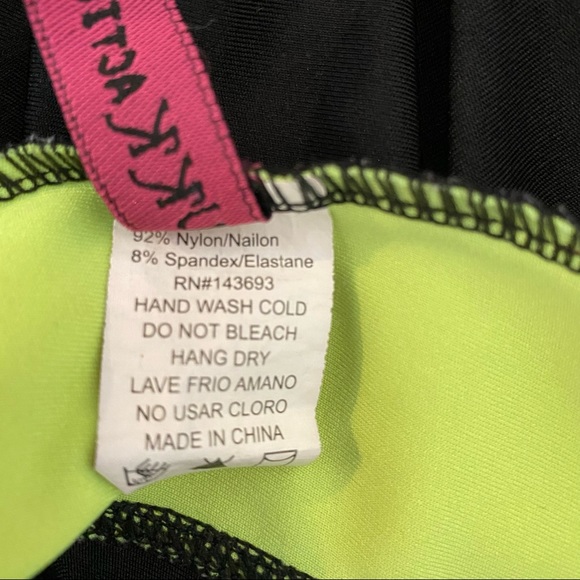 92% Nylon/Nailon
8% Spandex/Elastane
RN#143693
HAND WASH COLD
DO NOT BLEACH
HANG DRY
LAVE FRIO AMANO
NO USAR CLORO
MADE IN CHINA